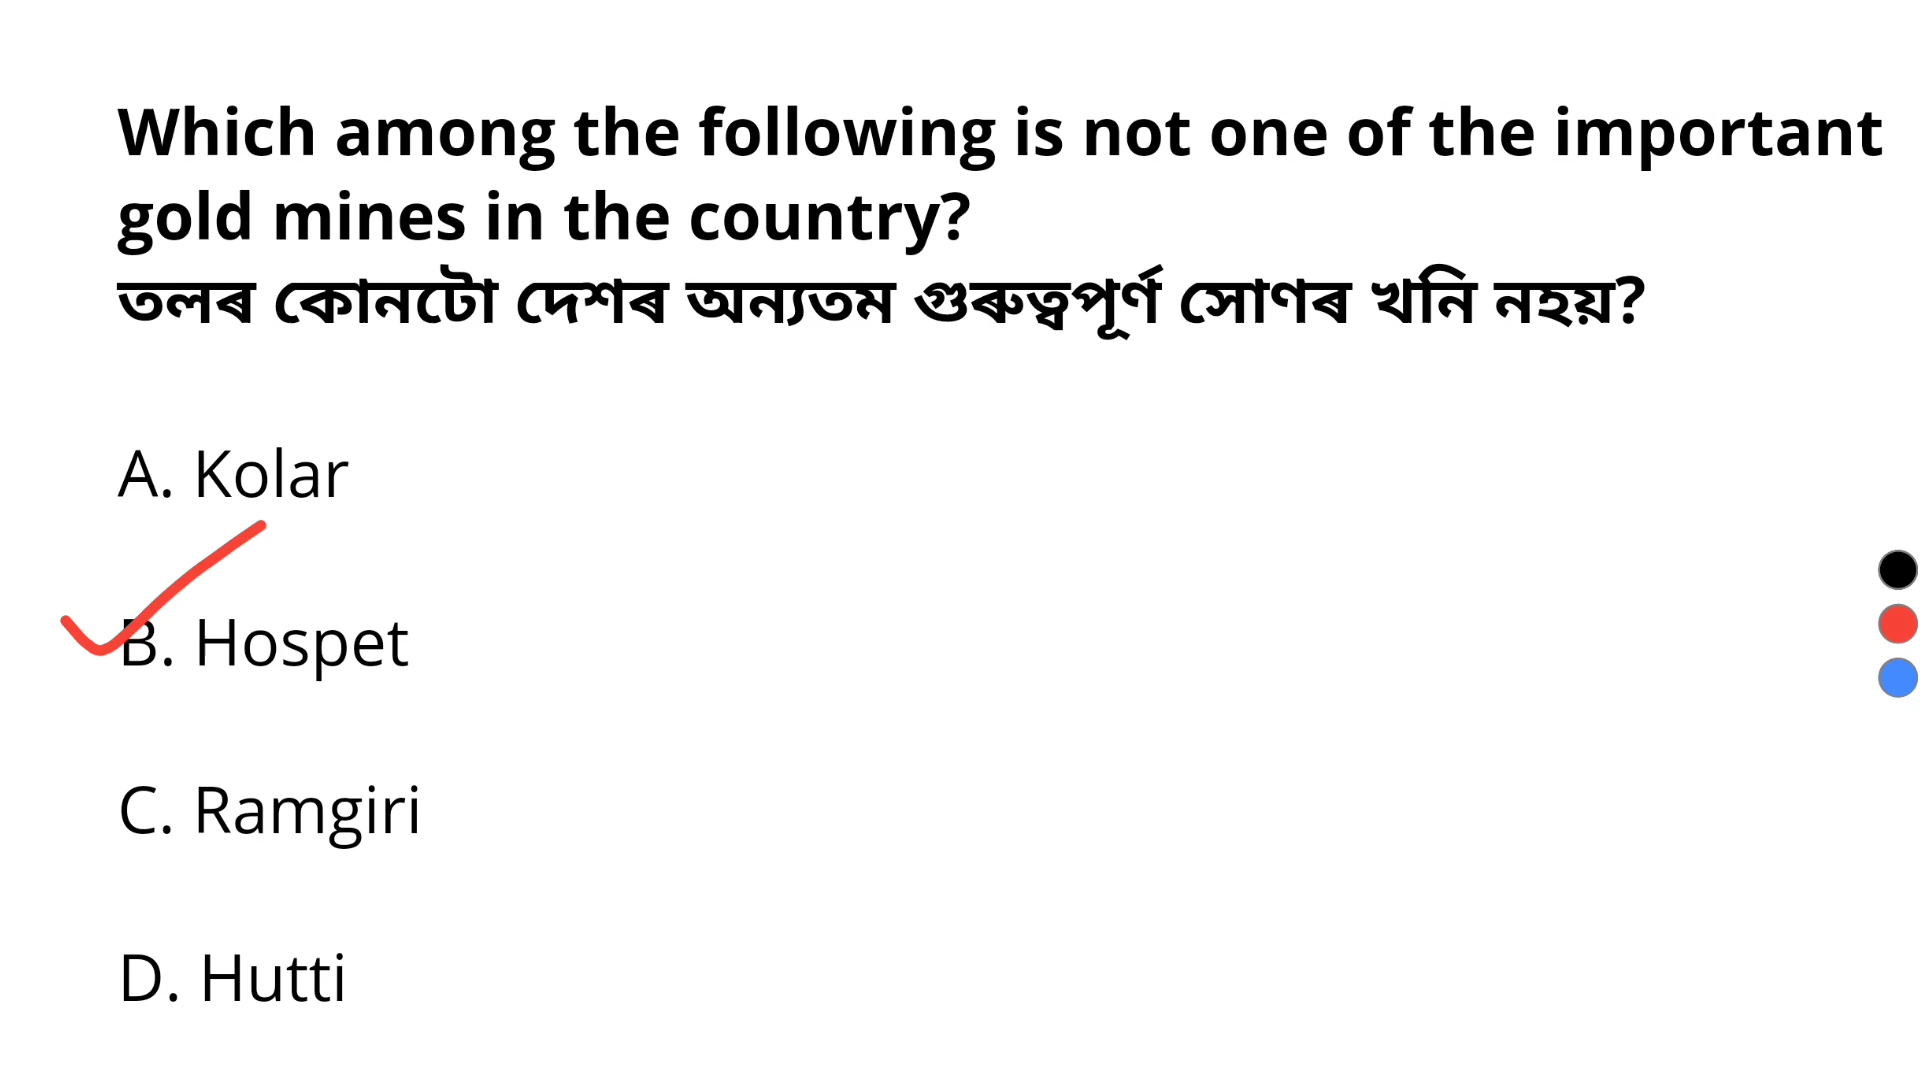 Which among the following is not one of the important
gold mines in the country?
তলৰ কোনটো দেশৰ অন্যতম গুৰুত্বপূৰ্ণ সোণৰ খনি নহয়?
A. Kolar
B. Hospet
C. Ramgiri
D. Hutti